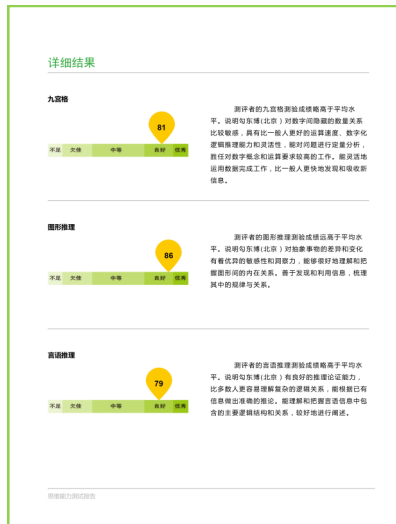 详细结果
九宫格
81
不足 欠佳 中等 良好 优秀
测评者的九宫格测验成绩略高于平均水
平。说明勾东博(北京）对数字间隐藏的数量关系
比较敏感，具有比一般人更好的运算速度、数字化
逻辑推理能力和灵活性，能对问题进行定量分析，
胜任对数字概念和运算要求较高的工作。能灵活地
运用数据完成工作，比一般人更快地发现和吸收新
信息。
图形推理
86
不足 欠佳 中等 良好 优秀
测评者的图形推理测验成绩远高于平均水
平。说明勾东博(北京）对抽象事物的差异和变化
有着优异的敏感性和洞察力，能够很好地理解和把
握图形间的内在关系。善于发现和利用信息，梳理
其中的规律与关系。
言语推理
79
不足 欠佳 中等 良好 优秀
测评者的言语推理测验成绩略高于平均水
平。说明勾东博(北京）有良好的推理论证能力，
比多数人更容易理解复杂的逻辑关系，能根据已有
信息做出准确的推论。能理解和把握言语信息中包
含的主要逻辑结构和关系，较好地进行阐述。
思维能力测试报告